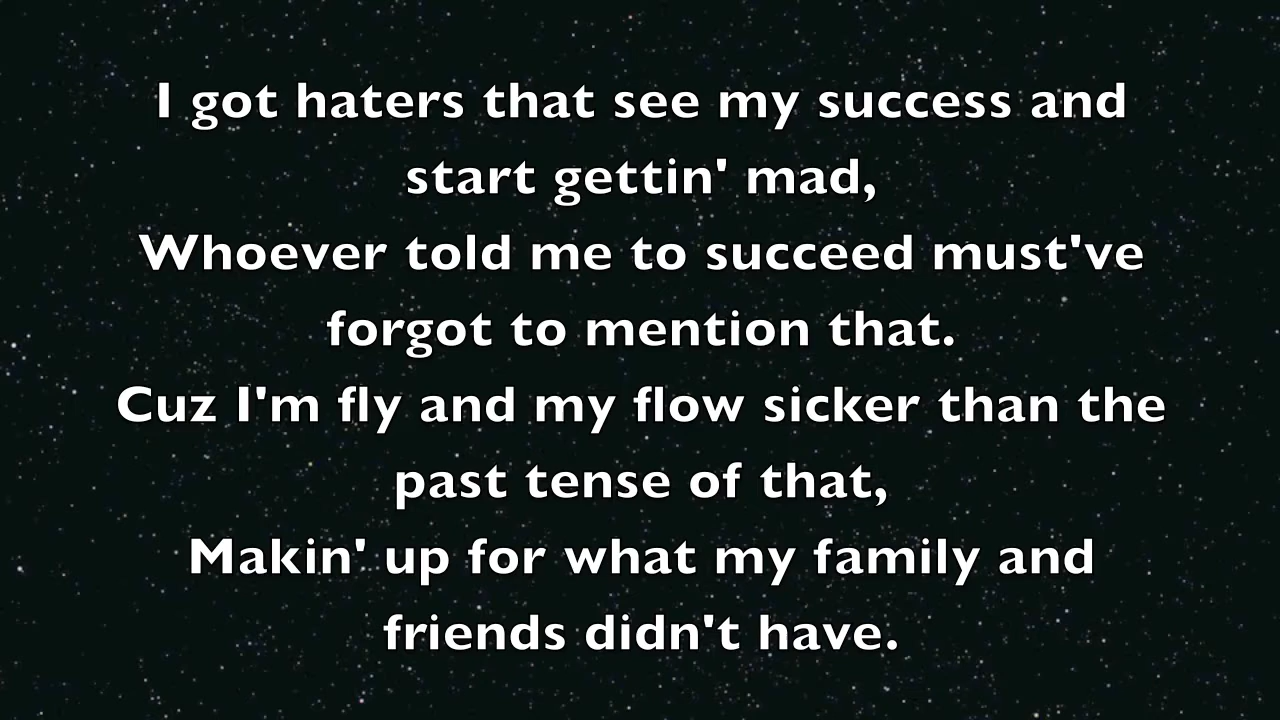 I got haters that see my success and
start gettin' mad,
Whoever told me to succeed must've
forgot to mention that.
Cuz I'm fly and my flow sicker than the
past tense of that,
Makin' up for what my family and
friends didn't have.